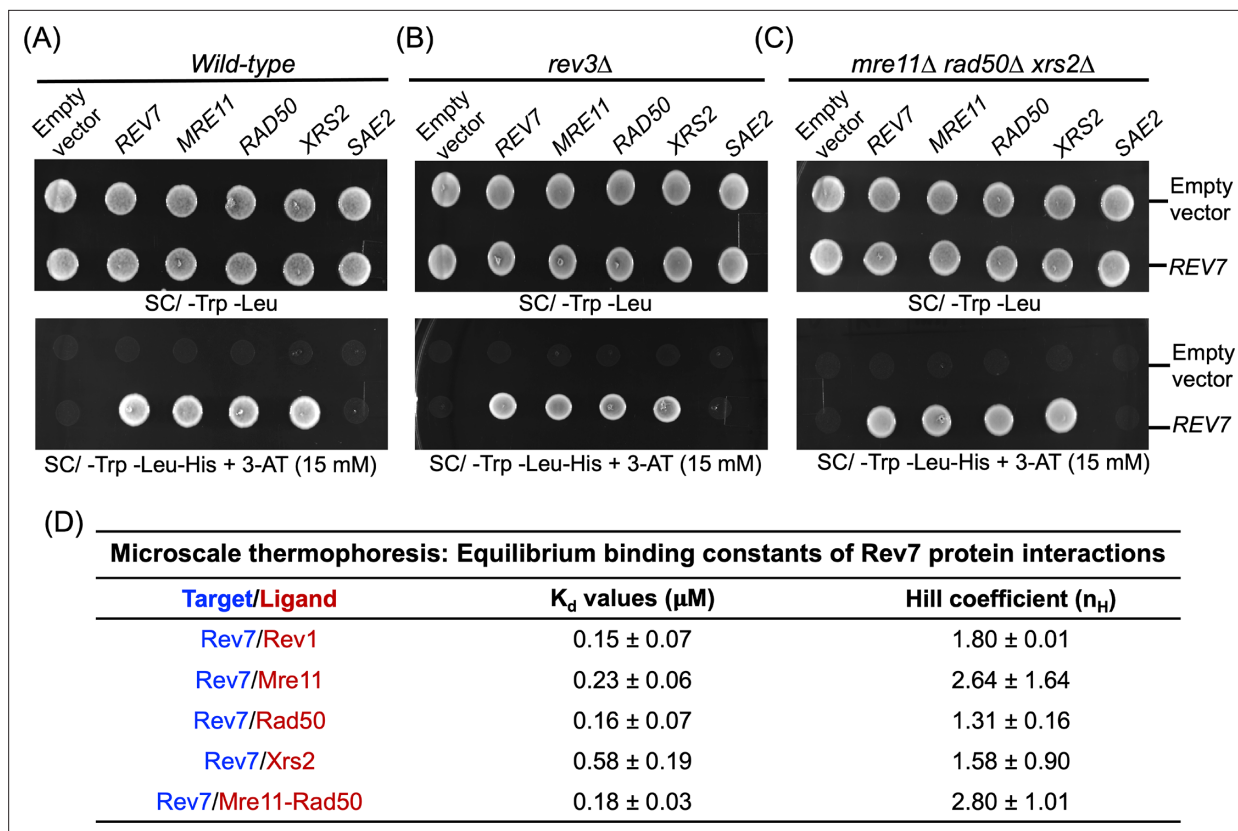 (A)
Wild-type
Empty vector REV7 MRE11 RAD50 XRS2 SAE2
SC/ -Trp -Leu
SC/ -Trp -Leu-His + 3-AT (15 mM)
(B)
rev3Δ
Empty vector REV7 MRE11 RAD50 XRS2 SAE2
SC/ -Trp -Leu
SC/ -Trp -Leu-His + 3-AT (15 mM)
(C)
mre11Δ rad50Δ xrs2Δ
Empty vector REV7 MRE11 RAD50 XRS2 SAE2
Empty
vector
REV7
SC/ -Trp -Leu
Empty
vector
REV7
SC/ -Trp -Leu-His + 3-AT (15 mM)
(D)
Microscale thermophoresis: Equilibrium binding constants of Rev7 protein interactions
Target/Ligand Kd values (μM) Hill coefficient (nH)
Rev7/Rev1 0.15 ± 0.07 1.80 ± 0.01
Rev7/Mre11 0.23 ± 0.06 2.64 ± 1.64
Rev7/Rad50 0.16 ± 0.07 1.31 ± 0.16
Rev7/Xrs2 0.58 ± 0.19 1.58 ± 0.90
Rev7/Mre11-Rad50 0.18 ± 0.03 2.80 ± 1.01